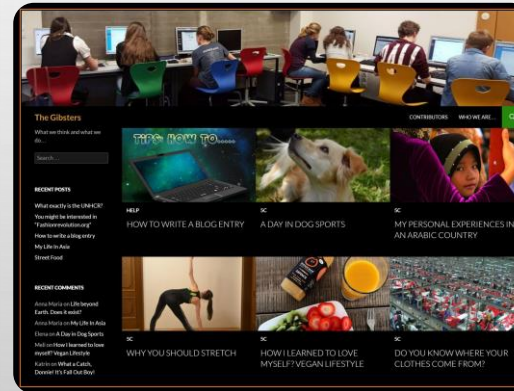 The Gibsters
CONTRIBUTORS WHO WE ARE…
What we think and what we
do…
Search …
RECENT POSTS
What exactly is the UNHCR?
You might be interested in
"Fashionrevolution.org"
How to write a blog entry
My Life in Asia
Street Food
RECENT COMMENTS
Anna Maria on Life beyond
Earth. Does it exist?
Anna Maria on My Life In Asia
Elena on A Day in Dog Sports
Meli on How I learned to love
myself? Vegan Lifestyle
Katrin on What a Catch,
Donnie! It's Fall Out Boy!
TIPS: HOW TO.....
HELP
HOW TO WRITE A BLOG ENTRY
SC
A DAY IN DOG SPORTS
SC
MY PERSONAL EXPERIENCES IN
AN ARABIC COUNTRY
SC
WHY YOU SHOULD STRETCH
SC
HOW I LEARNED TO LOVE
MYSELF? VEGAN LIFESTYLE
SC
DO YOU KNOW WHERE YOUR
CLOTHES COME FROM?